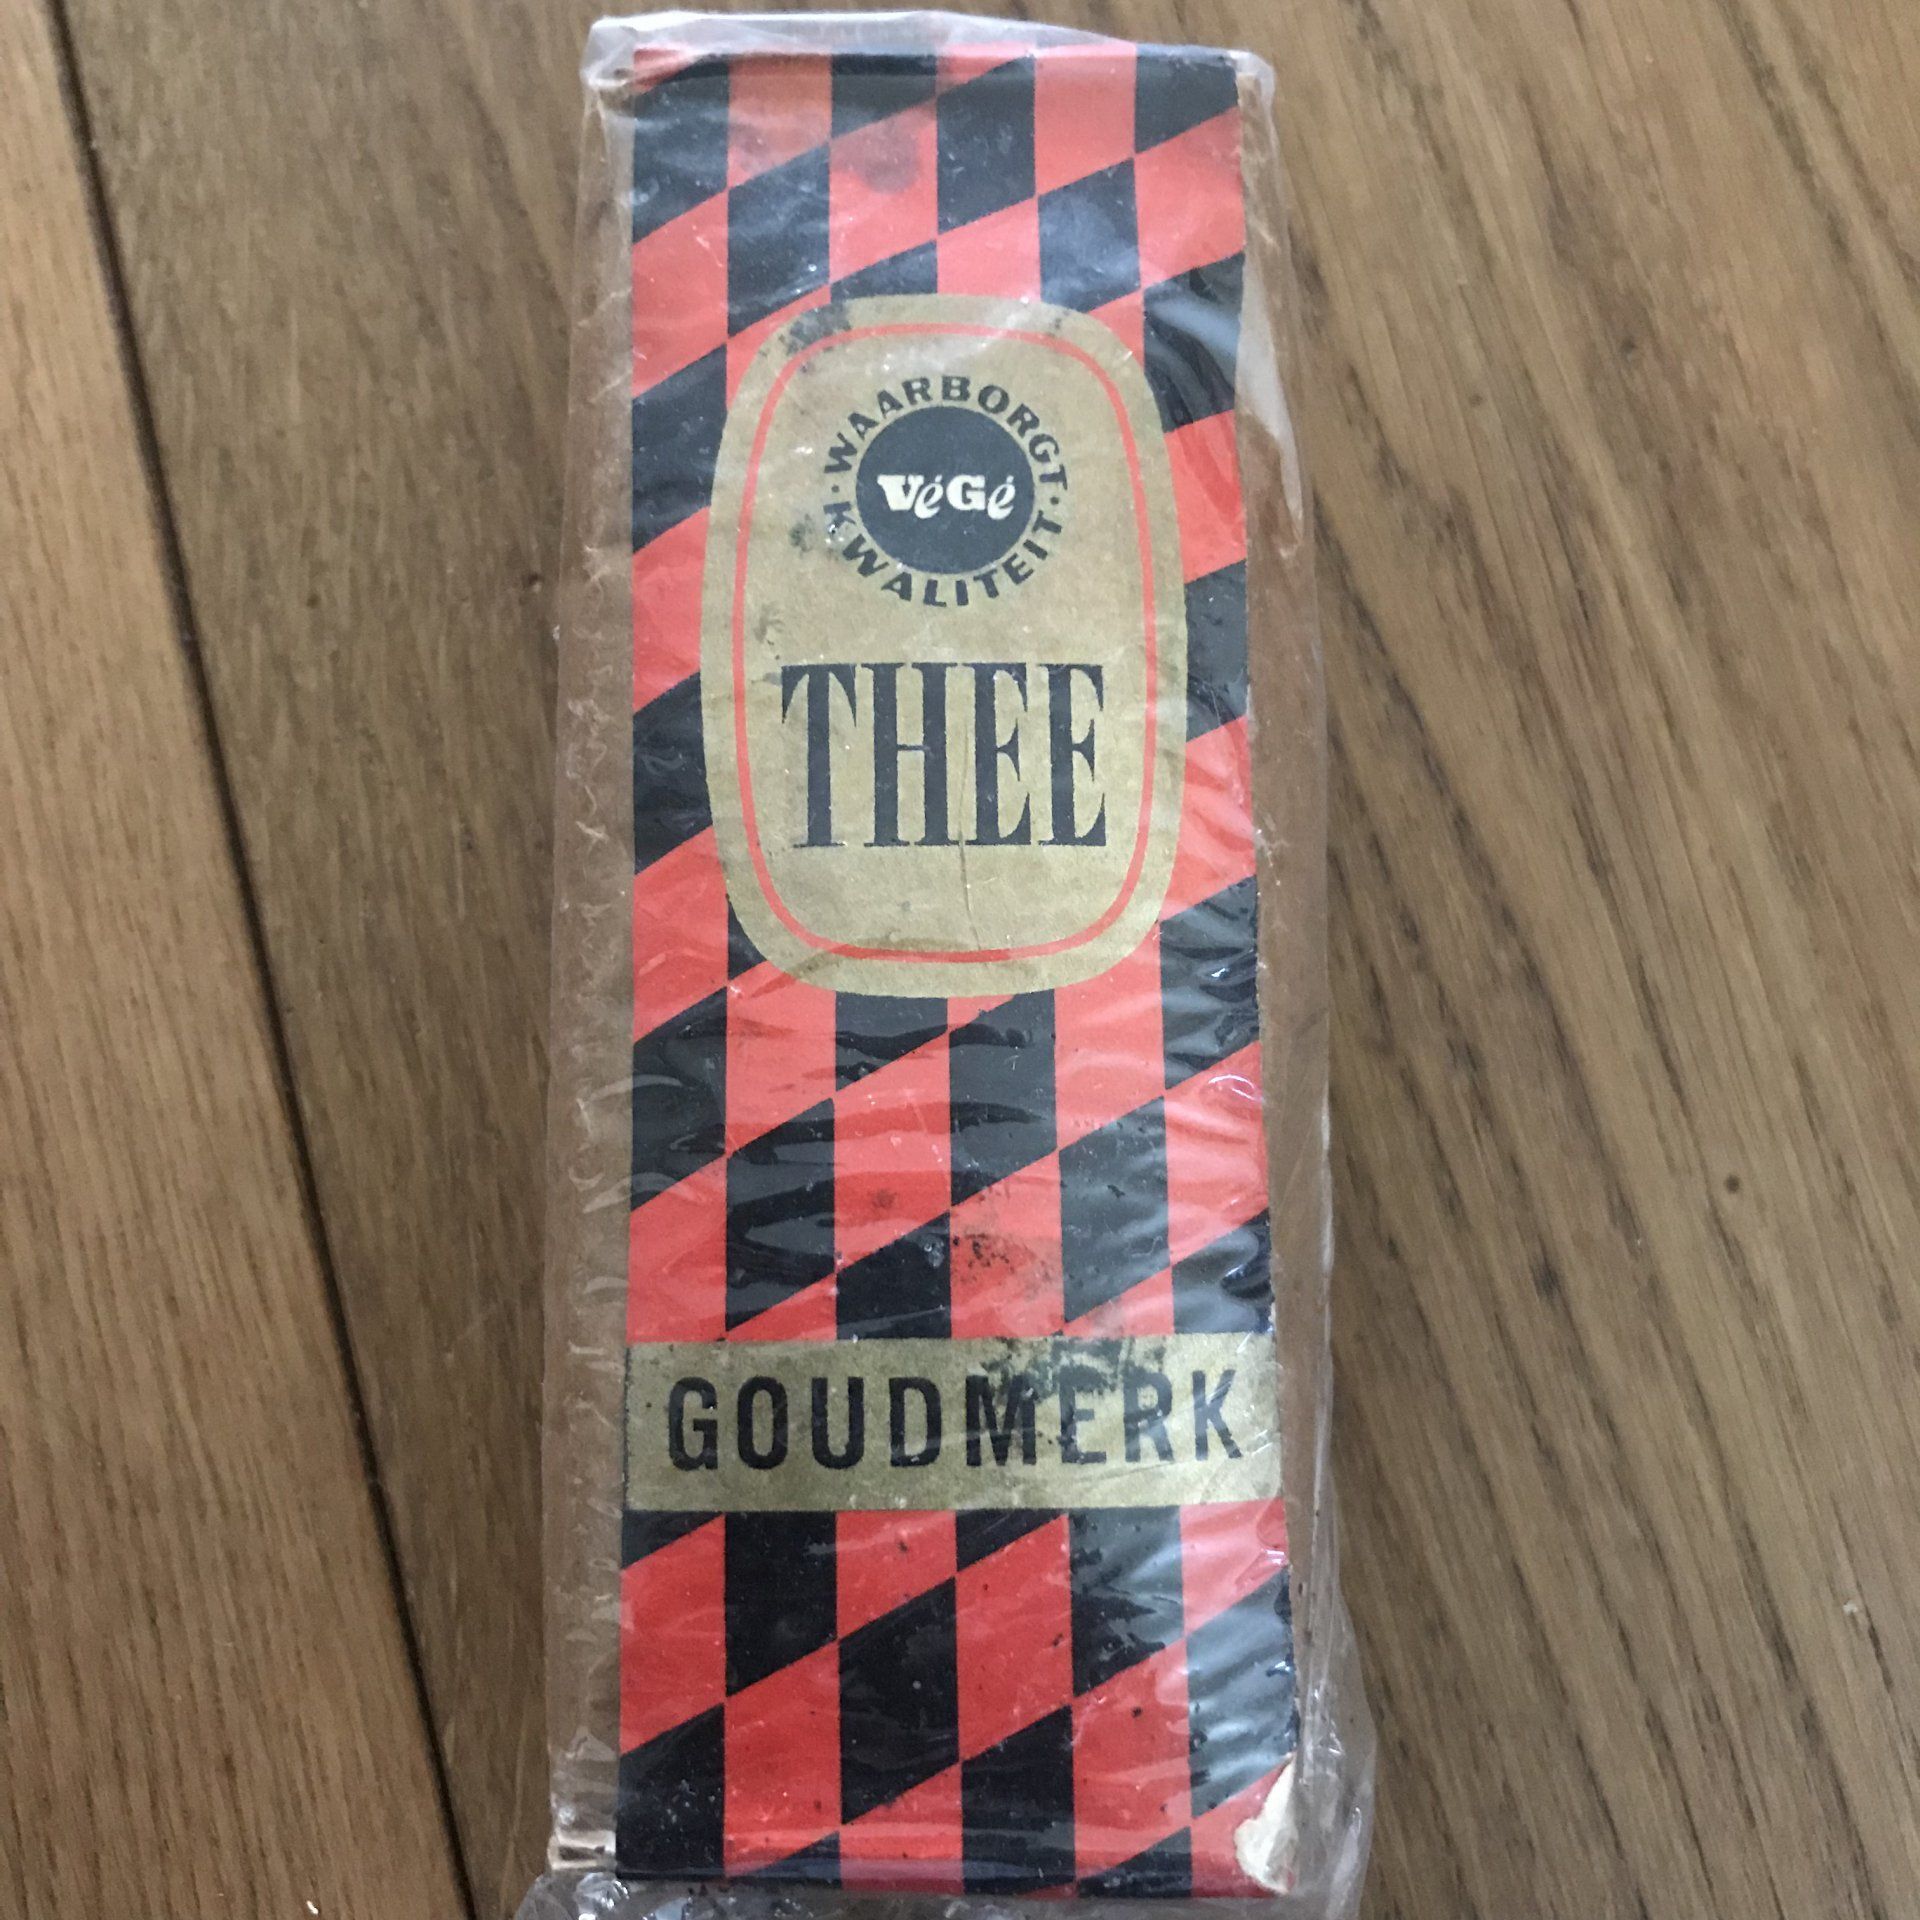 · WAARBORGT ·
VéGé
KWALITEIT
THEE
GOUDMERK